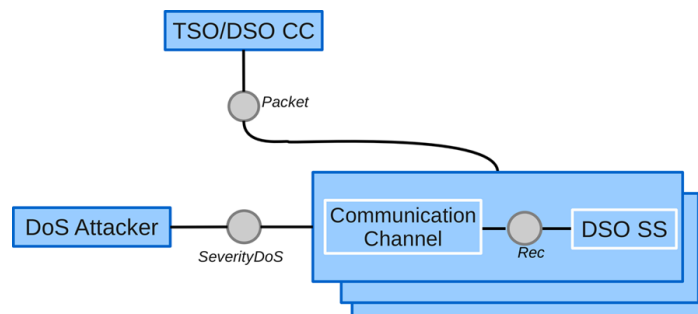 TSO/DSO CC
Packet
DoS Attacker
SeverityDoS
Communication
Channel
Rec
DSO SS